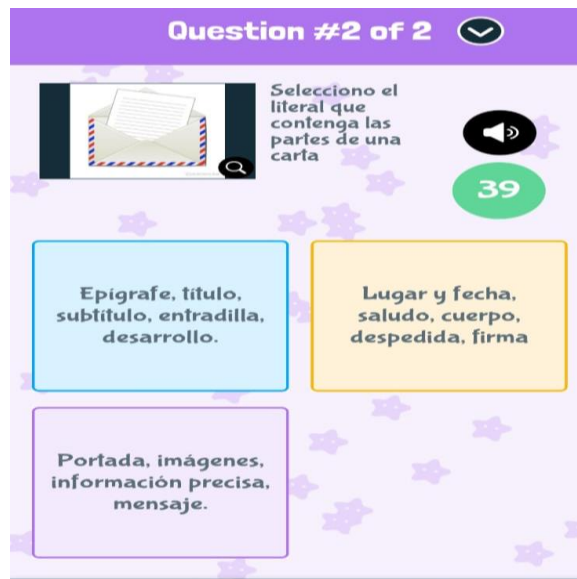 Question #2 of 2
Selecciono el
literal que
contenga las
partes de una
carta
39
Epígrafe, título,
subtítulo, entradilla,
desarrollo.
Lugar y fecha,
saludo, cuerpo,
despedida, firma
Portada, imágenes,
información precisa,
mensaje.